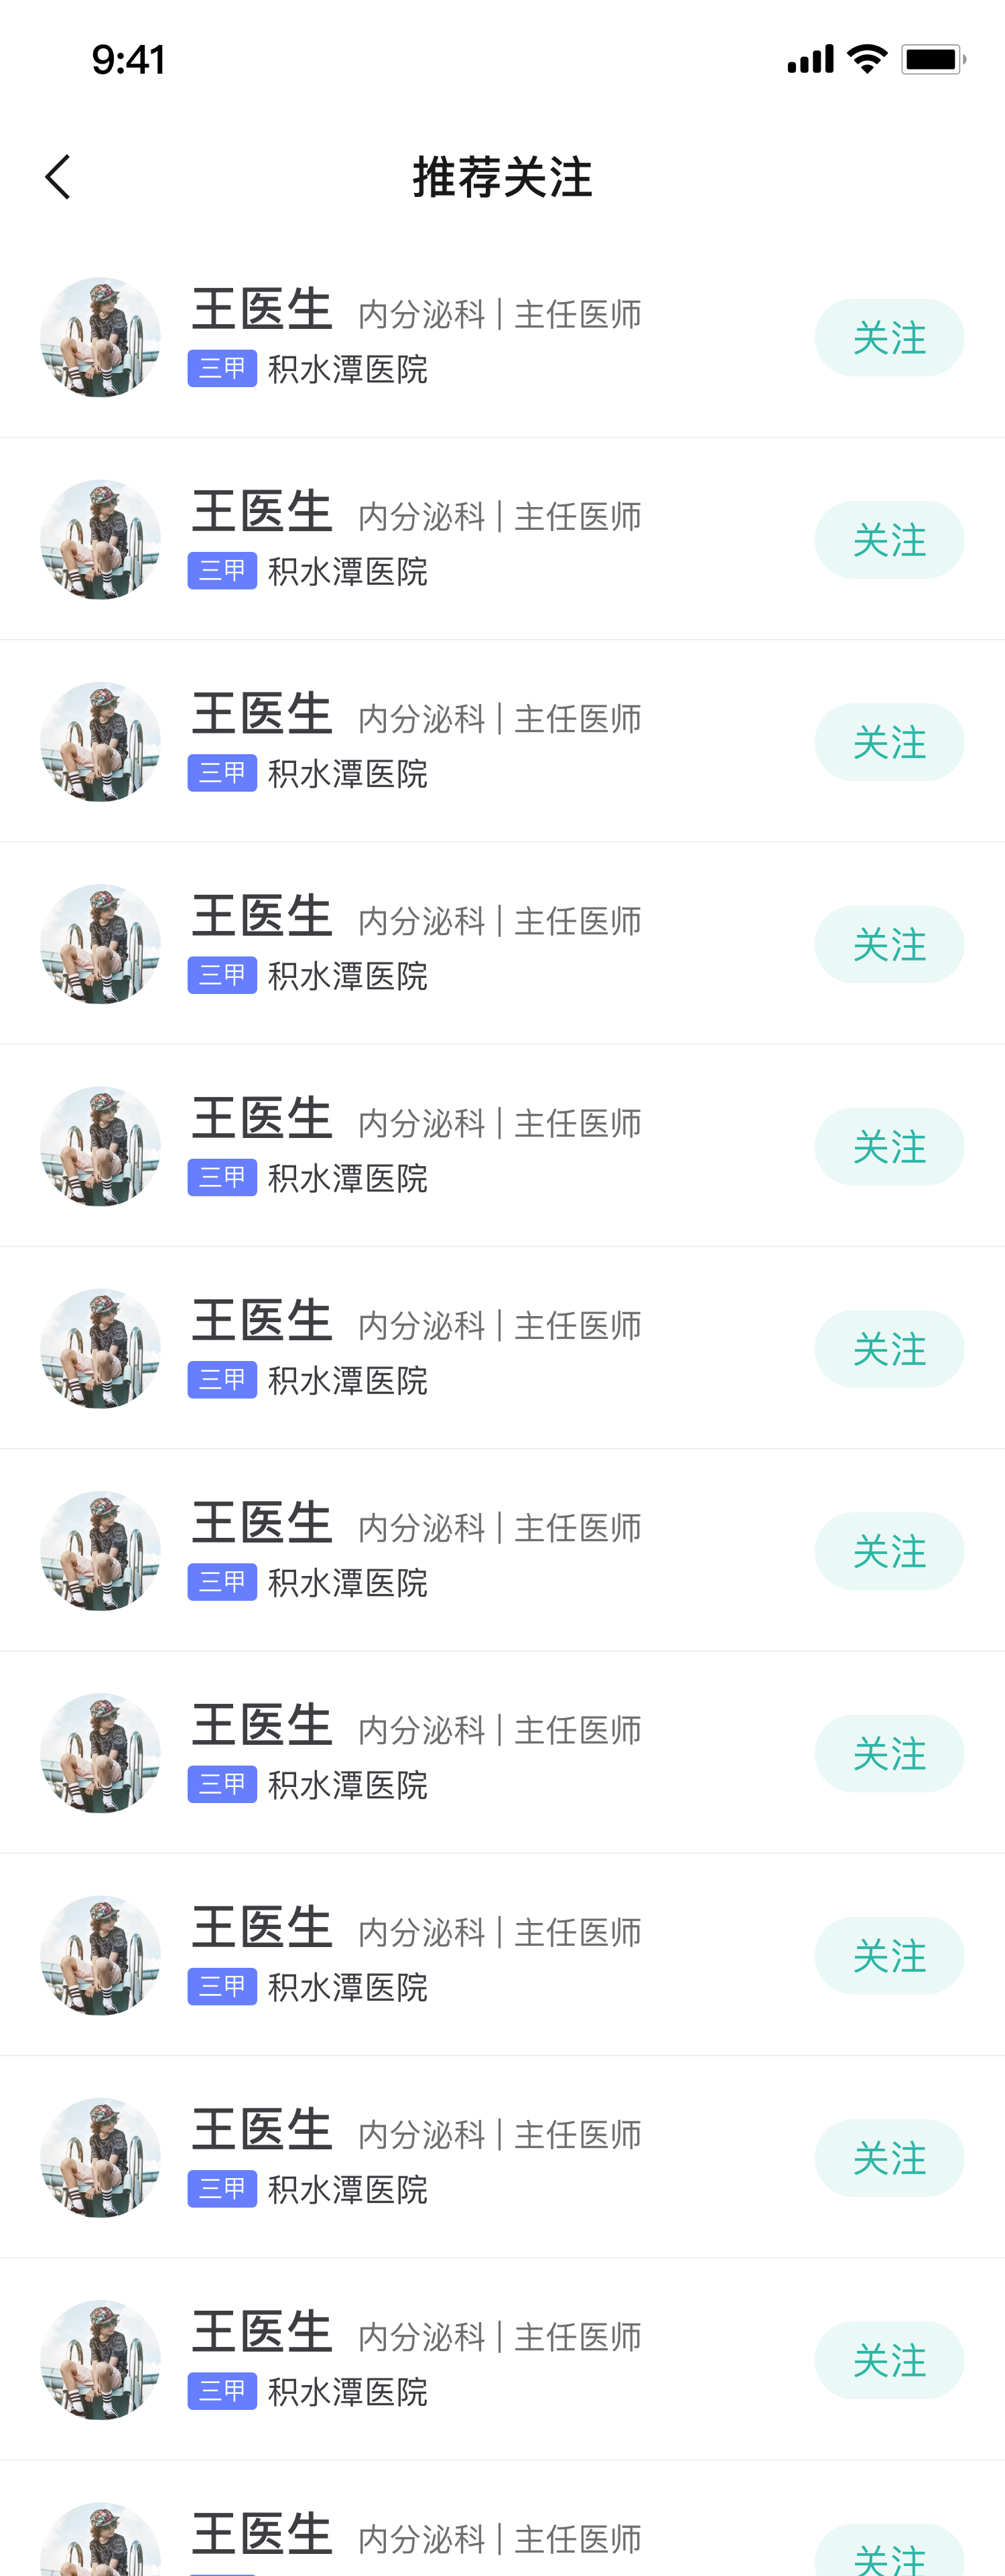 9:41
推荐关注
王医生 内分泌科 | 主任医师
三甲 积水潭医院
关注
王医生 内分泌科 | 主任医师
三甲 积水潭医院
关注
王医生 内分泌科 | 主任医师
三甲 积水潭医院
关注
王医生 内分泌科 | 主任医师
三甲 积水潭医院
关注
王医生 内分泌科 | 主任医师
三甲 积水潭医院
关注
王医生 内分泌科 | 主任医师
三甲 积水潭医院
关注
王医生 内分泌科 | 主任医师
三甲 积水潭医院
关注
王医生 内分泌科 | 主任医师
三甲 积水潭医院
关注
王医生 内分泌科 | 主任医师
三甲 积水潭医院
关注
王医生 内分泌科 | 主任医师
三甲 积水潭医院
关注
王医生 内分泌科 | 主任医师
三甲 积水潭医院
关注
王医生 内分泌科 | 主任医师
关注